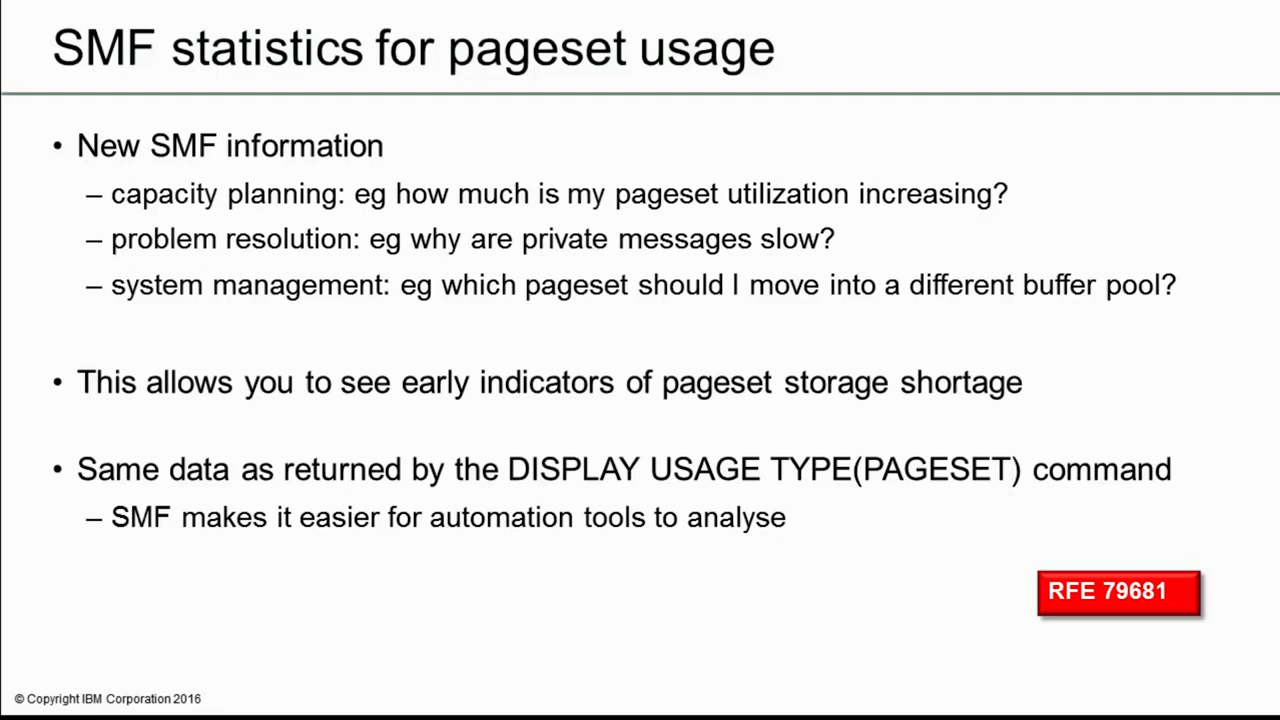 SMF statistics for pageset usage
• New SMF information
– capacity planning: eg how much is my pageset utilization increasing?
– problem resolution: eg why are private messages slow?
– system management: eg which pageset should I move into a different buffer pool?
• This allows you to see early indicators of pageset storage shortage
• Same data as returned by the DISPLAY USAGE TYPE(PAGESET) command
– SMF makes it easier for automation tools to analyse
RFE 79681
© Copyright IBM Corporation 2016